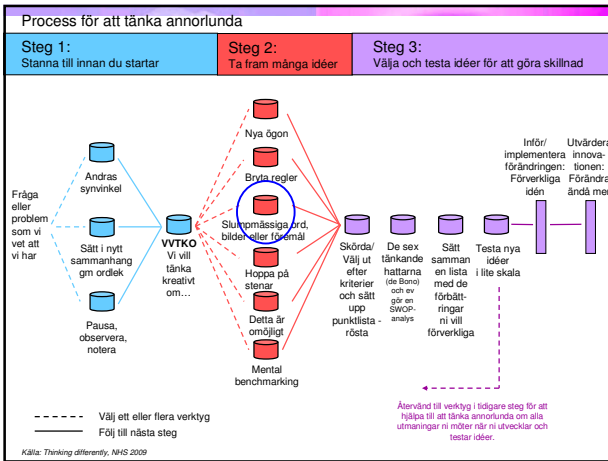 Process för att tänka annorlunda
Steg 1:
Stanna till innan du startar
Steg 2:
Ta fram många idéer
Steg 3:
Välja och testa idéer för att göra skillnad
Fråga
eller
problem
som vi
vet att
vi har
Andras
synvinkel
Sätt i nytt
sammanhang
gm ordlek
Pausa,
observera,
notera
VVTKO
Vi vill
tänka
kreativt
om…
Nya ögon
Bryta regler
Slumpmässiga ord,
bilder eller föremål
Hoppa på
stenar
Detta är
omöjligt
Mental
benchmarking
Skörda/
Välj ut
efter
kriterier
och sätt
upp
punktlista -
rösta
De sex
tänkande
hattarna
(de Bono) och ev
gör en
SWOP-
analys
Sätt
samman
en lista
med de
förbätt-
ringar
ni vill
förverkliga
Testa nya
idéer
i lite skala
Inför/
implementera
förändringen:
Förverkliga
idén
Utvärdera
innova-
tionen:
Förändra
ändå mer
Återvänd till verktyg i tidigare steg för att
hjälpa till att tänka annorlunda om alla
utmaningar ni möter när ni utvecklar och
testar idéer.
Välj ett eller flera verktyg
Följ till nästa steg
Källa: Thinking differently, NHS 2009